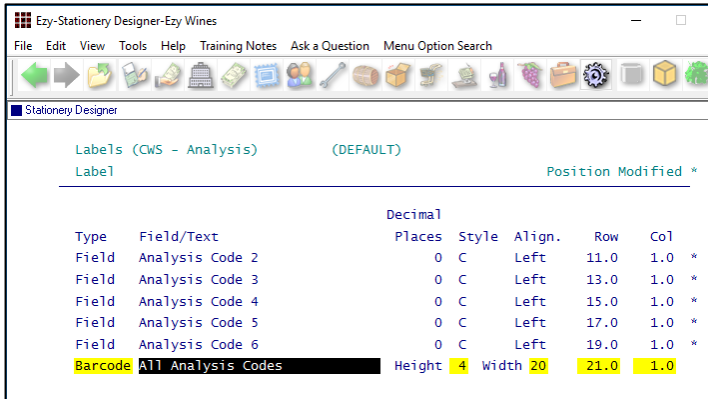 Ezy-Stationery Designer-Ezy Wines
File Edit View Tools Help Training Notes Ask a Question Menu Option Search
Stationery Designer
Labels (CWS - Analysis) (DEFAULT)
Label Position Modified *
Decimal
Type Field/Text Places Style Align. Row Col
Field Analysis Code 2 0 C Left 11.0 1.0 *
Field Analysis Code 3 0 C Left 13.0 1.0 *
Field Analysis Code 4 0 C Left 15.0 1.0 *
Field Analysis Code 5 0 C Left 17.0 1.0 *
Field Analysis Code 6 0 C Left 19.0 1.0 *
Barcode All Analysis Codes Height 4 Width 20 21.0 1.0